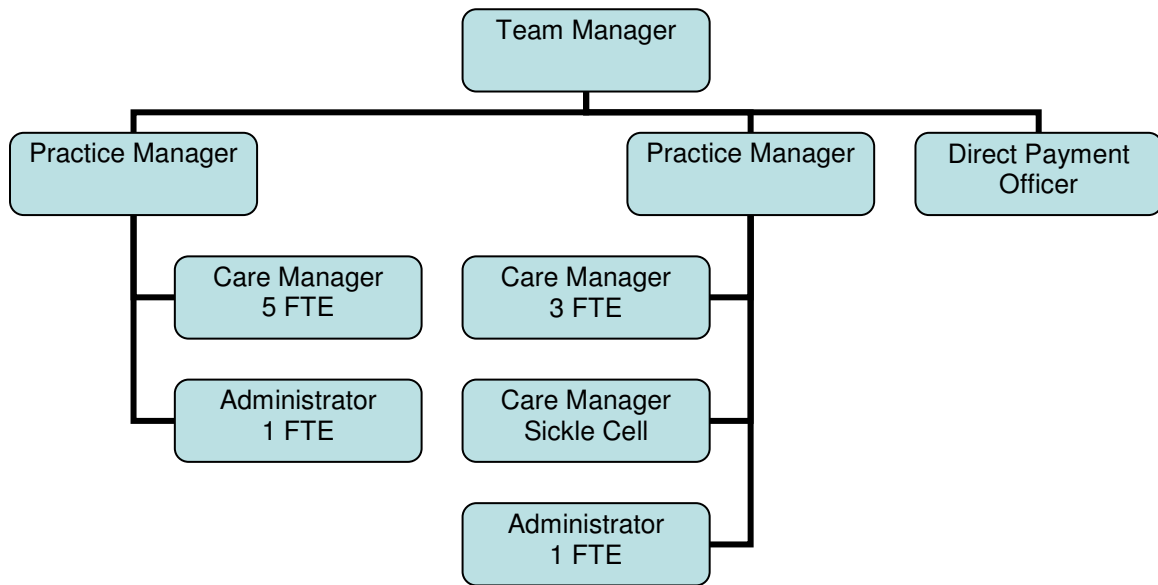 Team Manager
Practice Manager
Practice Manager
Direct Payment
Officer
Care Manager
5 FTE
Care Manager
3 FTE
Administrator
1 FTE
Care Manager
Sickle Cell
Administrator
1 FTE